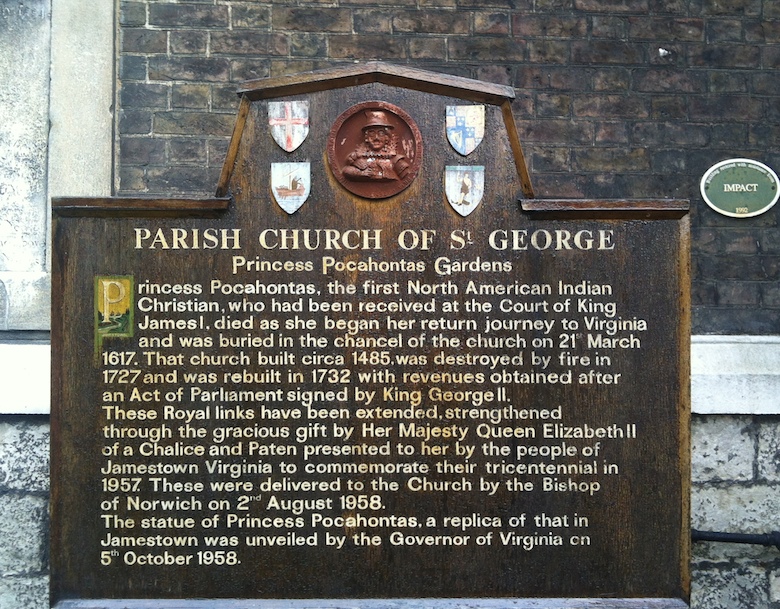 PARISH CHURCH OF St GEORGE
Princess Pocahontas Gardens
Princess Pocahontas, the first North American Indian
Christian, who had been received at the Court of King
James I, died as she began her return journey to Virginia
and was buried in the chancel of the church on 21st March
1617. That church built circa 1485, was destroyed by fire in
1727 and was rebuilt in 1732 with revenues obtained after
an Act of Parliament signed by King George II.
These Royal links have been extended, strengthened
through the gracious gift by Her Majesty Queen Elizabeth II
of a Chalice and Paten presented to her by the people of
Jamestown Virginia to commemorate their tricentennial in
1957. These were delivered to the Church by the Bishop
of Norwich on 2nd August 1958.
The statue of Princess Pocahontas, a replica of that in
Jamestown was unveiled by the Governor of Virginia on
5th October 1958.
IMPACT
1992